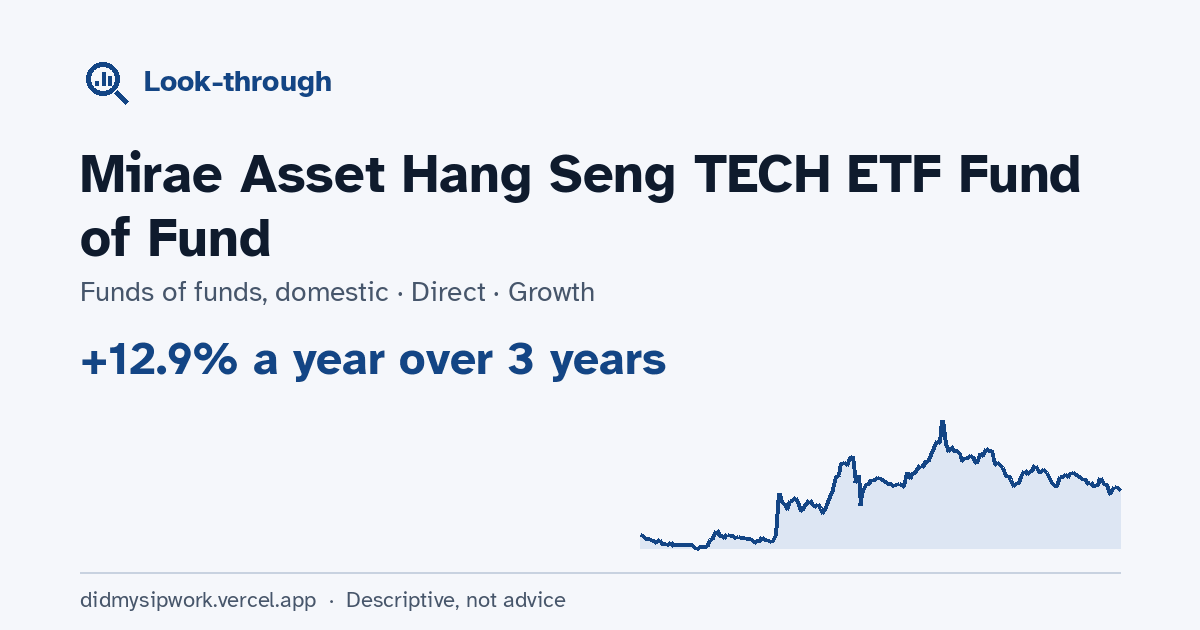 Look-through
Mirae Asset Hang Seng TECH ETF Fund
of Fund
Funds of funds, domestic · Direct · Growth
+12.9% a year over 3 years
didmysipwork.vercel.app · Descriptive, not advice